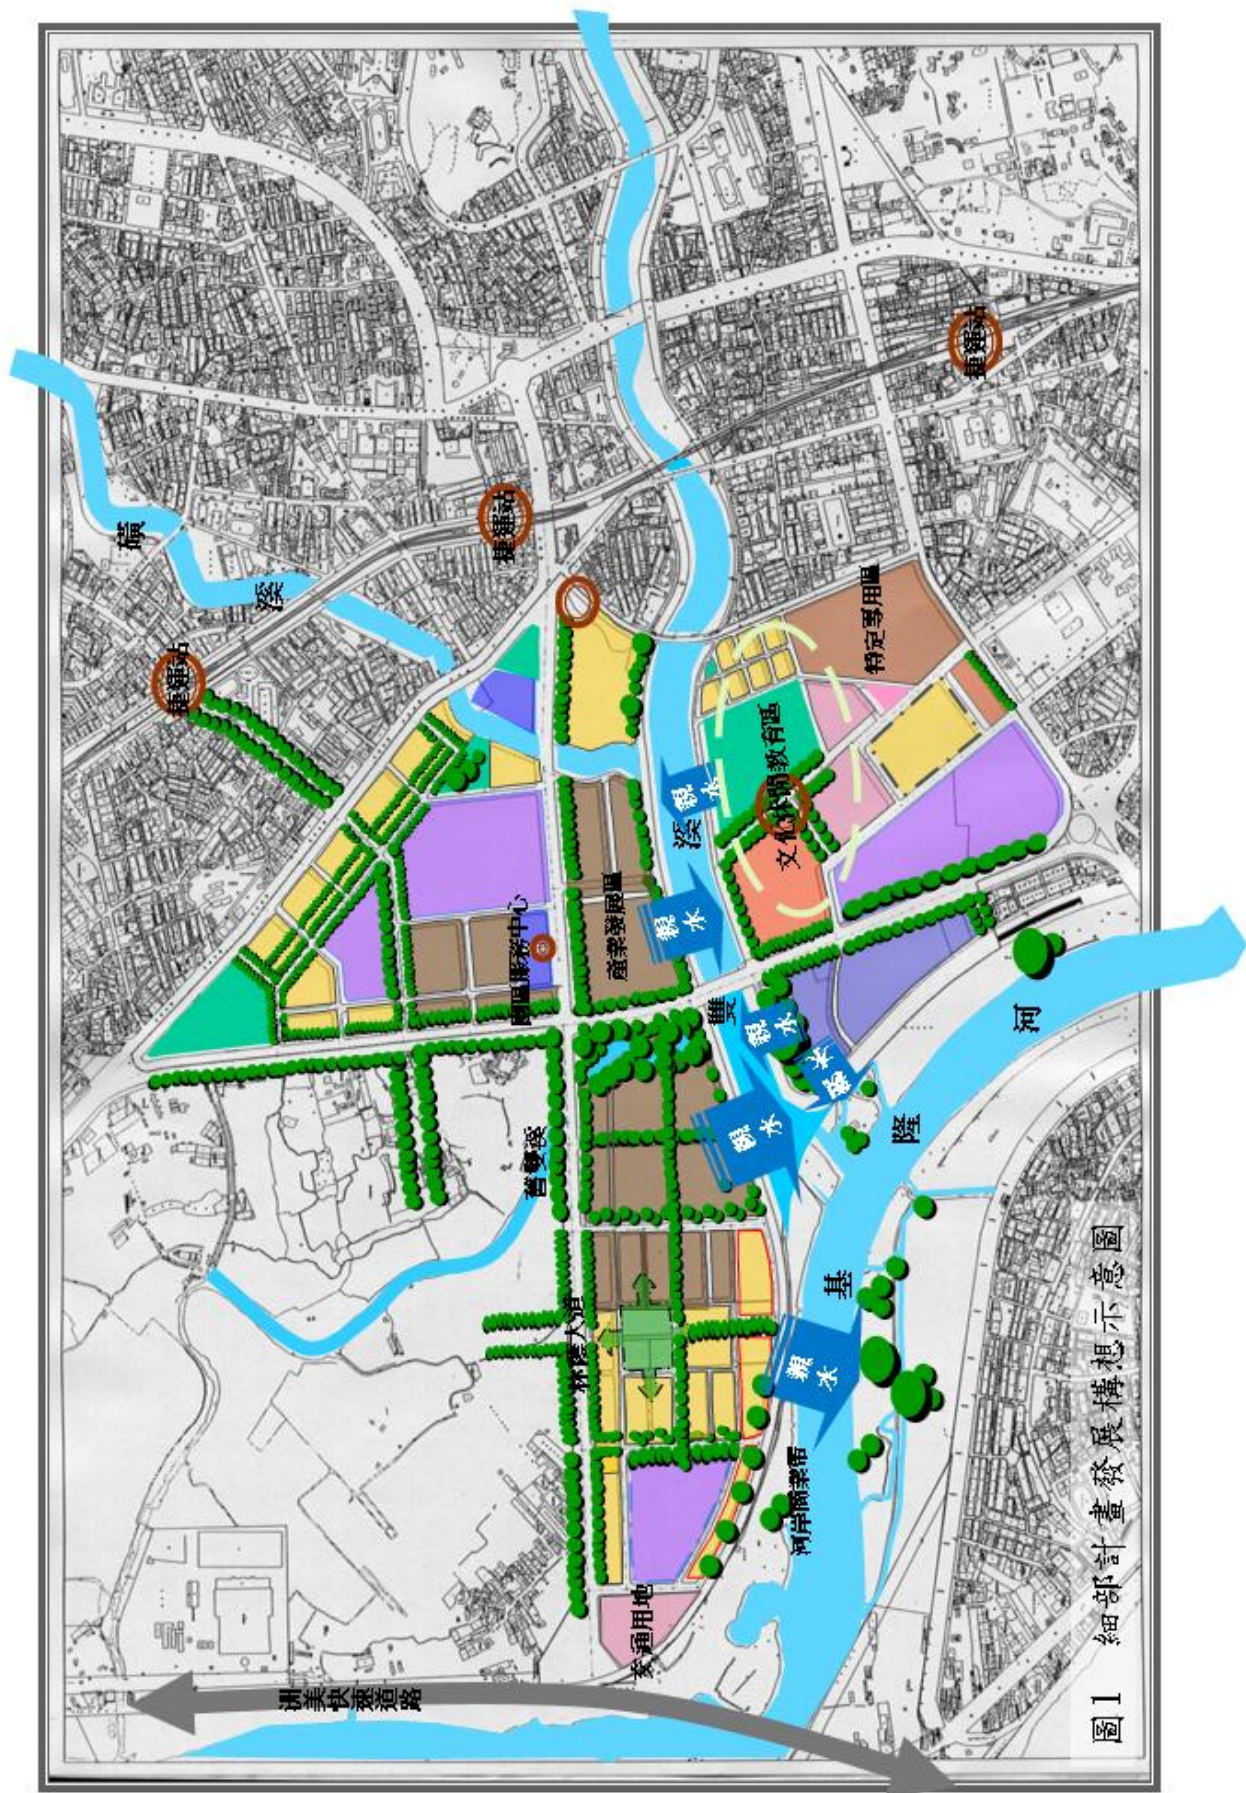 捷運站
磺
溪
捷運站
捷運站
園區服務中心
產業發展區
特定專用區
文化休閒教育區
溪
雙
親水
親水
親水
親水
親水
親水
舊雙溪
林蔭大道
河
隆
基
河岸商業帶
交通用地
洲美快速道路
圖1 細部計畫發展構想示意圖